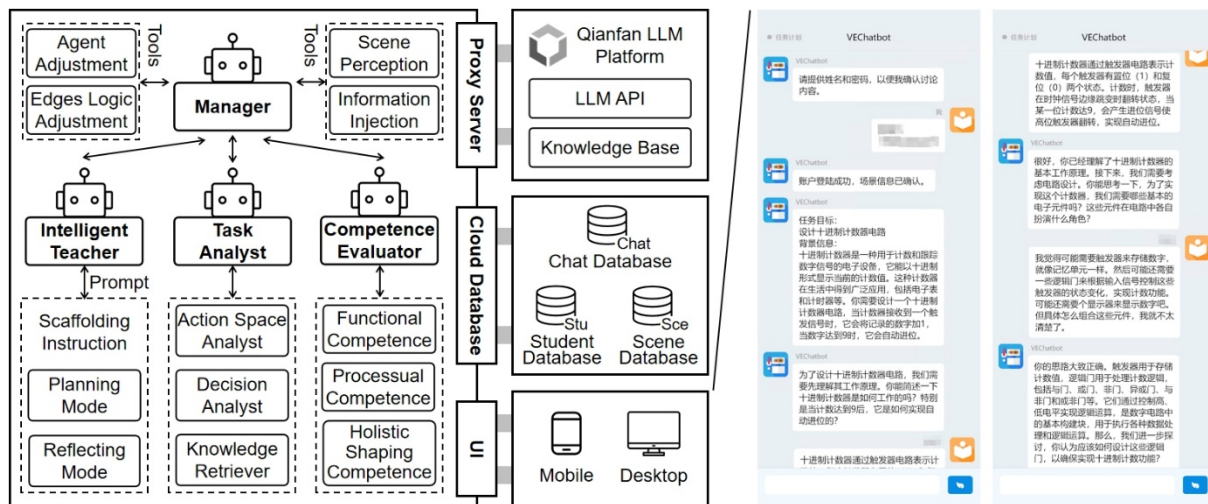 Agent
Adjustment
Edges Logic
Adjustment
Tools
Manager
Tools
Scene
Perception
Information
Injection
Intelligent
Teacher
Task
Analyst
Competence
Evaluator
Prompt
Scaffolding
Instruction
Planning
Mode
Reflecting
Mode
Action Space
Analyst
Decision
Analyst
Knowledge
Retriever
Functional
Competence
Processual
Competence
Holistic
Shaping
Competence
Proxy Server
Cloud Database
UI
Qianfan LLM
Platform
LLM API
Knowledge Base
Chat
Chat Database
Stu
Student
Database
Sce
Scene
Database
Mobile
Desktop
任务计划
VEChatbot
VEChatbot
请提供姓名和密码，以便我确认讨论
内容。
我
VEChatbot
账户登陆成功，场景信息已确认。
任务目标：
设计十进制计数器电路
背景信息：
十进制计数器是一种用于计数和跟踪
数字信号的电子设备，它能以十进制
形式显示当前的计数值。这种计数器
在生活中得到广泛应用，包括电子表
和计时器等。你需要设计一个十进制
计数器电路，当计数器接收到一个触
发信号时，它会将记录的数字加1，
当数字达到9时，它会自动进位。
VEChatbot
为了设计十进制计数器电路，我们需
要先理解其工作原理。你能简述一下
十进制计数器是如何工作的吗？特别
是当计数达到9后，它是如何实现自
动进位的？
十进制计数器通过触发器电路表示计
任务计划
VEChatbot
十进制计数器通过触发器电路表示计
数值，每个触发器有置位（1）和复
位（0）两个状态。计数时，触发器
在时钟信号边缘跳变时翻转状态，当
某一位计数达9，会产生进位信号使
高位触发器翻转，实现自动进位。
VEChatbot
很好，你已经理解了十进制计数器的
基本工作原理。接下来，我们需要考
虑电路设计。你能思考一下，为了实
现这个计数器，我们需要哪些基本的
电子元件吗？这些元件在电路中各自
扮演什么角色？
我觉得可能需要触发器来存储数字，
就像记忆单元一样。然后可能还需要
一些逻辑门来根据输入信号控制这些
触发器的状态变化，实现计数功能。
可能还需要个显示器来显示数字吧。
但具体怎么组合这些元件，我就不太
清楚了。
VEChatbot
你的思路大致正确。触发器用于存储
计数值，逻辑门用于处理计数逻辑，
包括与门、或门、非门、异或门、与
非门和或非门等。它们通过控制高、
低电平实现逻辑运算，是数字电路中
的基本构建块，用于执行各种数据处
理和逻辑运算。那么，我们进一步探
讨，你认为应该如何设计这些逻辑
门，以确保实现十进制计数功能？